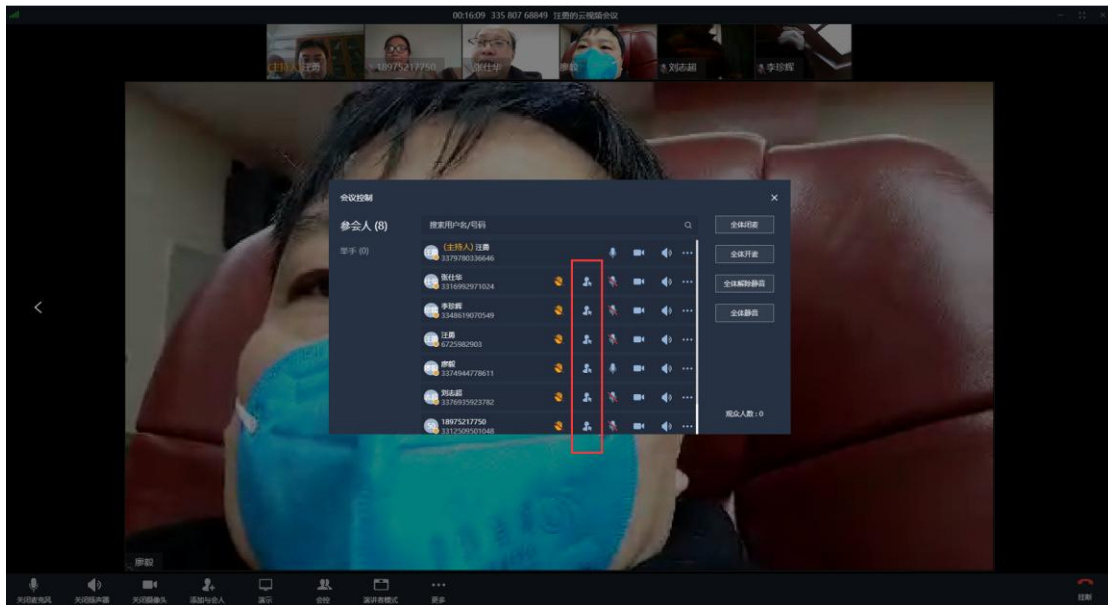 00:16:09 335 807 68849 汪勇的云视频会议
(主持人)汪勇
18975217750
张仕华
廖毅
刘志超
李珍辉
会议控制
参会人 (8)
搜索用户名/号码
全体闭麦
举手 (0)
(主持人) 汪勇
3379780336646
全体开麦
张仕华
3316992971024
全体解除静音
李珍辉
3348619070549
全体静音
汪勇
6725982903
廖毅
3374944778611
刘志超
3376935923782
观众人数 : 0
18975217750
3312509501048
廖毅
关闭麦克风 关闭扬声器 关闭摄像头 添加与会人 演示 会控 演讲者模式 更多 挂断